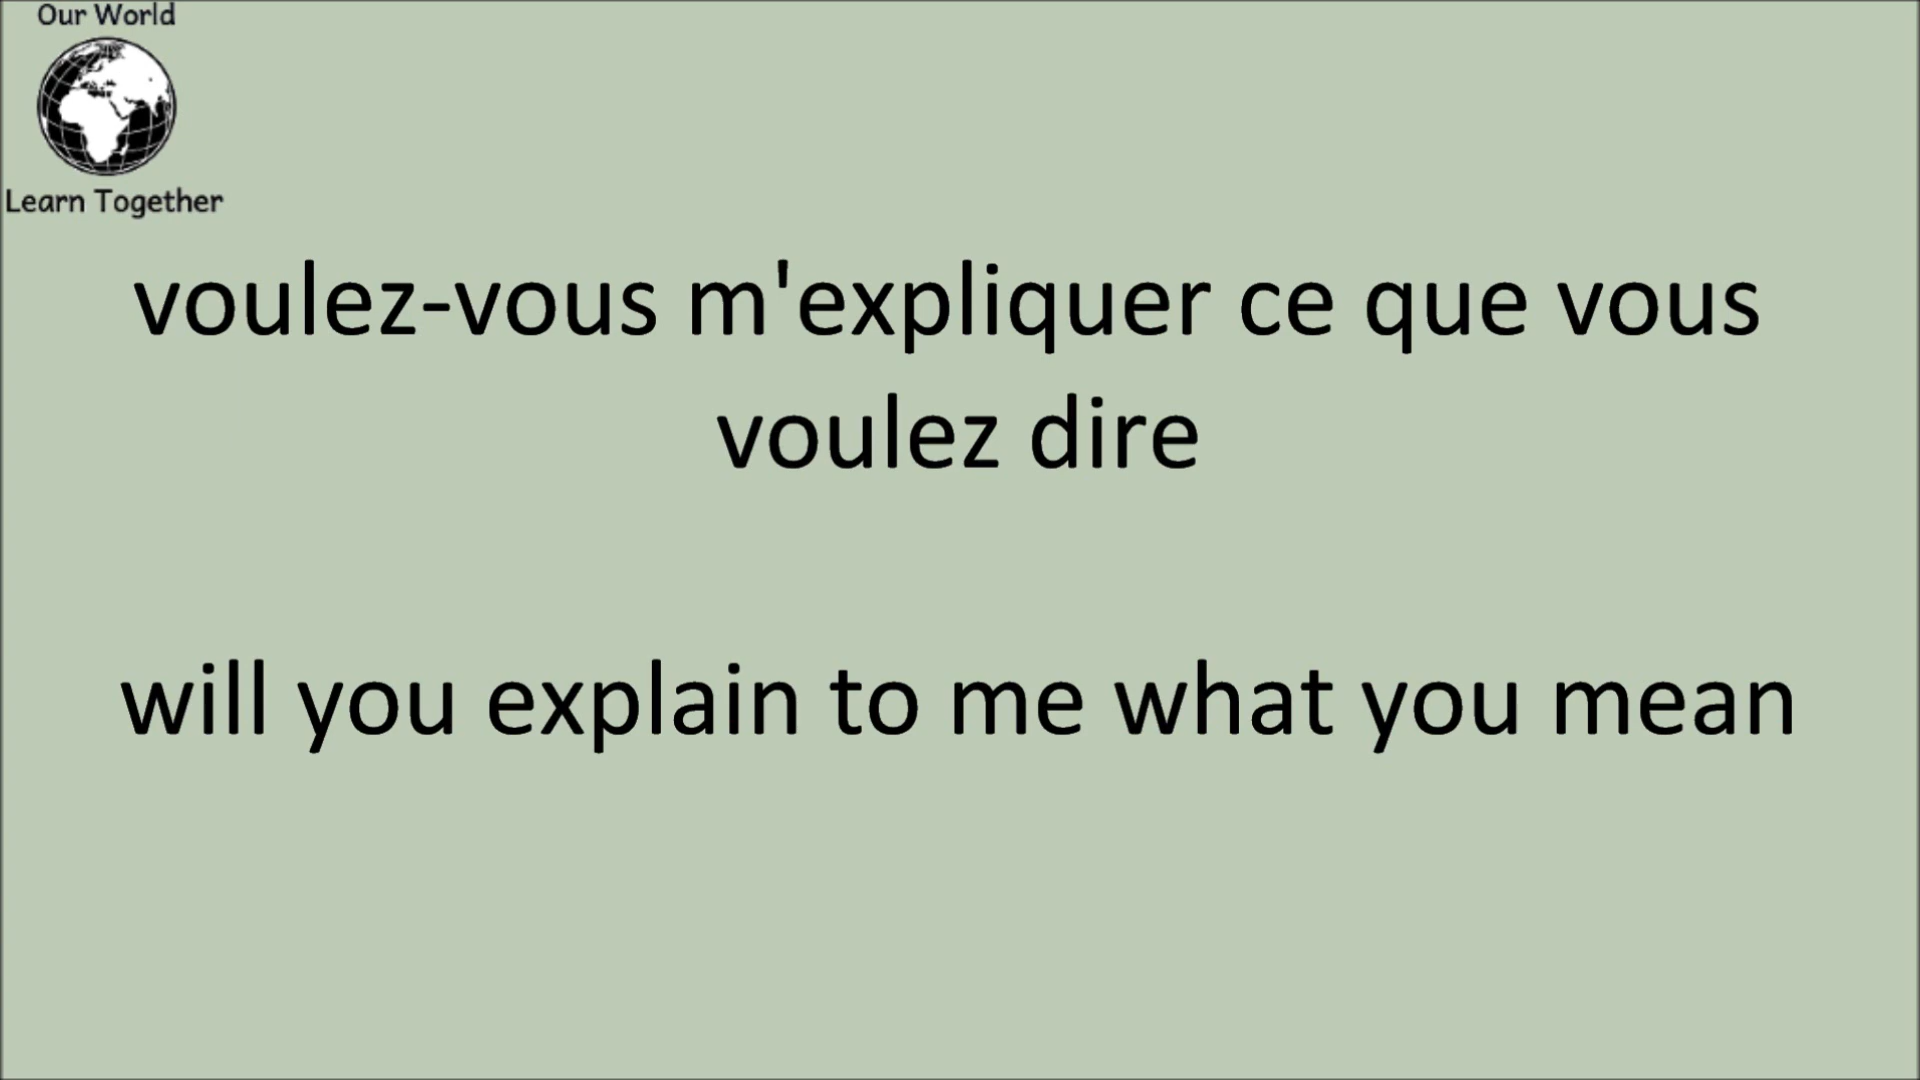 Our World
Learn Together
voulez-vous m'expliquer ce que vous
voulez dire
will you explain to me what you mean